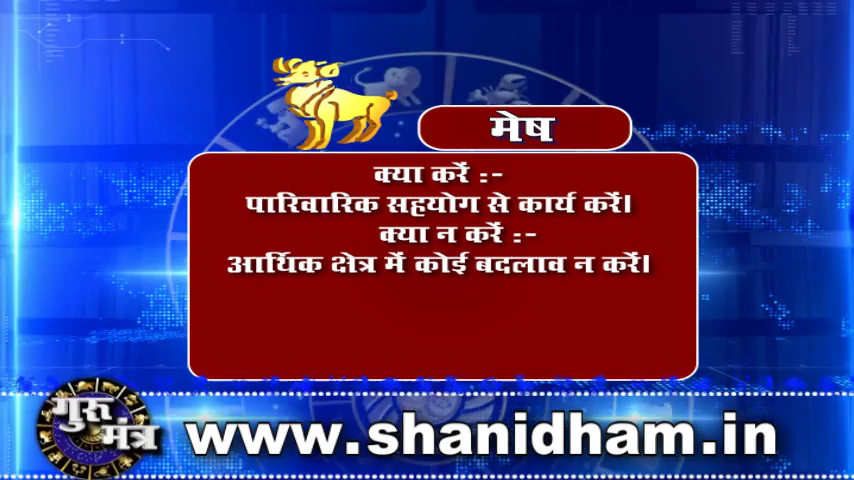 मेष
क्या करें :-
पारिवारिक सहयोग से कार्य करें।
क्या न करें :-
आर्थिक क्षेत्र में कोई बदलाव न करें।
गुरु
मंत्र
www.shanidham.in